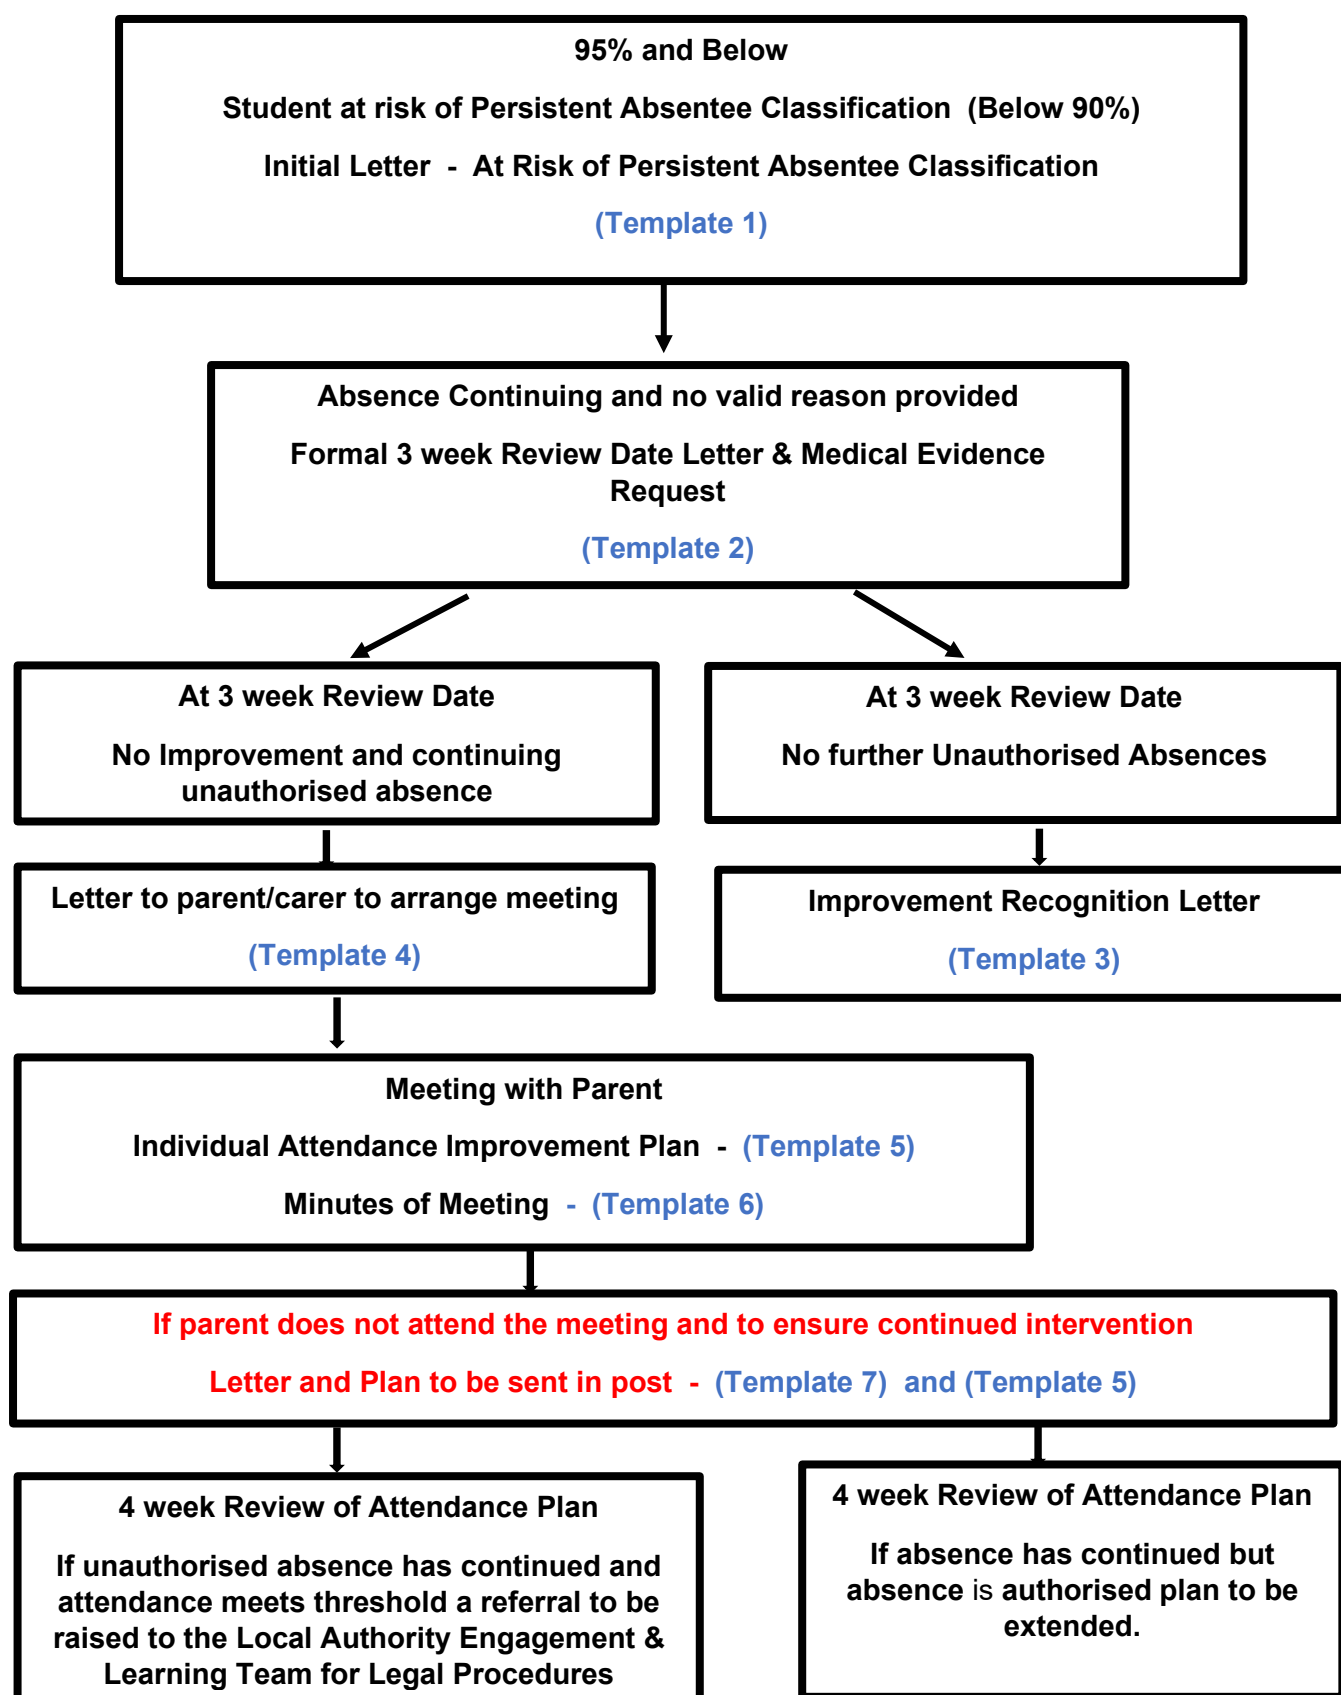 95% and Below
Student at risk of Persistent Absentee Classification (Below 90%)
Initial Letter - At Risk of Persistent Absentee Classification
(Template 1)
Absence Continuing and no valid reason provided
Formal 3 week Review Date Letter & Medical Evidence
Request
(Template 2)
At 3 week Review Date
No Improvement and continuing
unauthorised absence
At 3 week Review Date
No further Unauthorised Absences
Letter to parent/carer to arrange meeting
(Template 4)
Improvement Recognition Letter
(Template 3)
Meeting with Parent
Individual Attendance Improvement Plan - (Template 5)
Minutes of Meeting - (Template 6)
If parent does not attend the meeting and to ensure continued intervention
Letter and Plan to be sent in post - (Template 7) and (Template 5)
4 week Review of Attendance Plan
If unauthorised absence has continued and
attendance meets threshold a referral to be
raised to the Local Authority Engagement &
Learning Team for Legal Procedures
4 week Review of Attendance Plan
If absence has continued but
absence is authorised plan to be
extended.